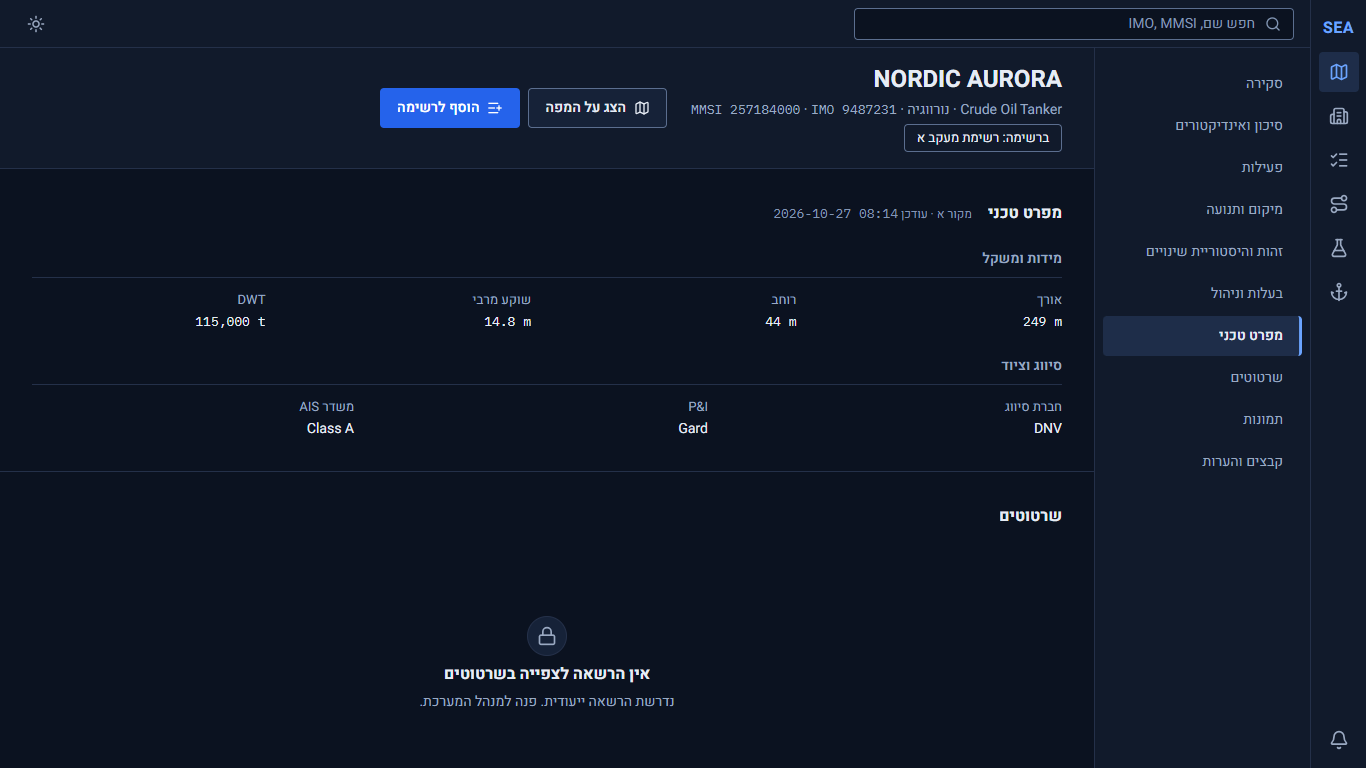 SEA
חפש שם, IMO, MMSI
סקירה
סיכון ואינדיקטורים
פעילות
מיקום ותנועה
זהות והיסטוריית שינויים
בעלות וניהול
מפרט טכני
שרטוטים
תמונות
קבצים והערות
NORDIC AURORA
Crude Oil Tanker · נורווגיה · IMO 9487231 · MMSI 257184000
ברשימה: רשימת מעקב א
הצג על המפה
הוסף לרשימה
מפרט טכני מקור א · עודכן 2026-10-27 08:14
מידות ומשקל
אורך רוחב שוקע מרבי DWT
249 m 44 m 14.8 m 115,000 t
סיווג וציוד
חברת סיווג P&I משדר AIS
DNV Gard Class A
שרטוטים
אין הרשאה לצפייה בשרטוטים
נדרשת הרשאה ייעודית. פנה למנהל המערכת.